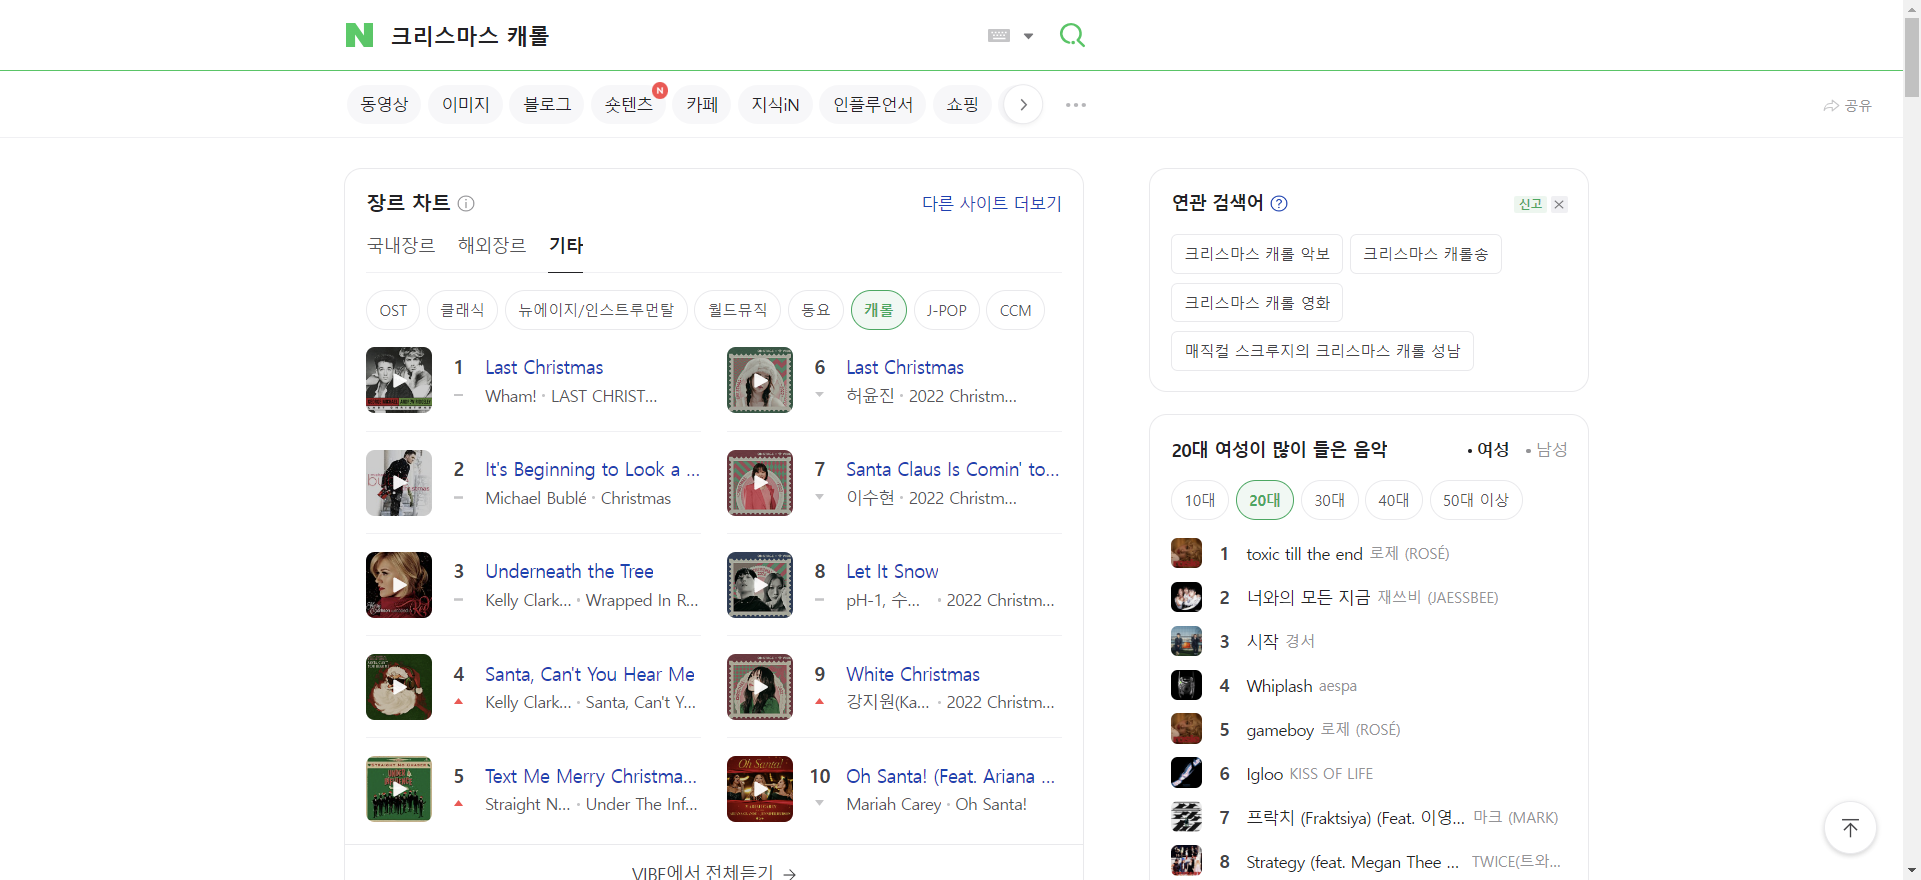 크리스마스 캐롤
동영상 이미지 블로그 숏텐츠 N 카페 지식iN 인플루언서 쇼핑
공유
장르 차트 다른 사이트 더보기
국내장르 해외장르 기타
OST 클래식 뉴에이지/인스트루먼탈 월드뮤직 동요 캐롤 J-POP CCM
1 Last Christmas
Wham! · LAST CHRIST...
2 It's Beginning to Look a ...
Michael Bublé · Christmas
3 Underneath the Tree
Kelly Clark... · Wrapped In R...
4 Santa, Can't You Hear Me
Kelly Clark... · Santa, Can't Y...
5 Text Me Merry Christma...
Straight N... · Under The Inf...
6 Last Christmas
허윤진 · 2022 Christm...
7 Santa Claus Is Comin' to...
이수현 · 2022 Christm...
8 Let It Snow
pH-1, 수... · 2022 Christm...
9 White Christmas
강지원(Ka... · 2022 Christm...
10 Oh Santa! (Feat. Ariana ...
Mariah Carey · Oh Santa!
VIBE에서 전체듣기
연관 검색어 신고
크리스마스 캐롤 악보 크리스마스 캐롤송
크리스마스 캐롤 영화
매직컬 스크루지의 크리스마스 캐롤 성남
20대 여성이 많이 들은 음악 • 여성 • 남성
10대 20대 30대 40대 50대 이상
1 toxic till the end 로제 (ROSÉ)
2 너와의 모든 지금 재쓰비 (JAESSBEE)
3 시작 경서
4 Whiplash aespa
5 gameboy 로제 (ROSÉ)
6 Igloo KISS OF LIFE
7 프락치 (Fraktsiya) (Feat. 이영... 마크 (MARK)
8 Strategy (feat. Megan Thee ... TWICE(트와...